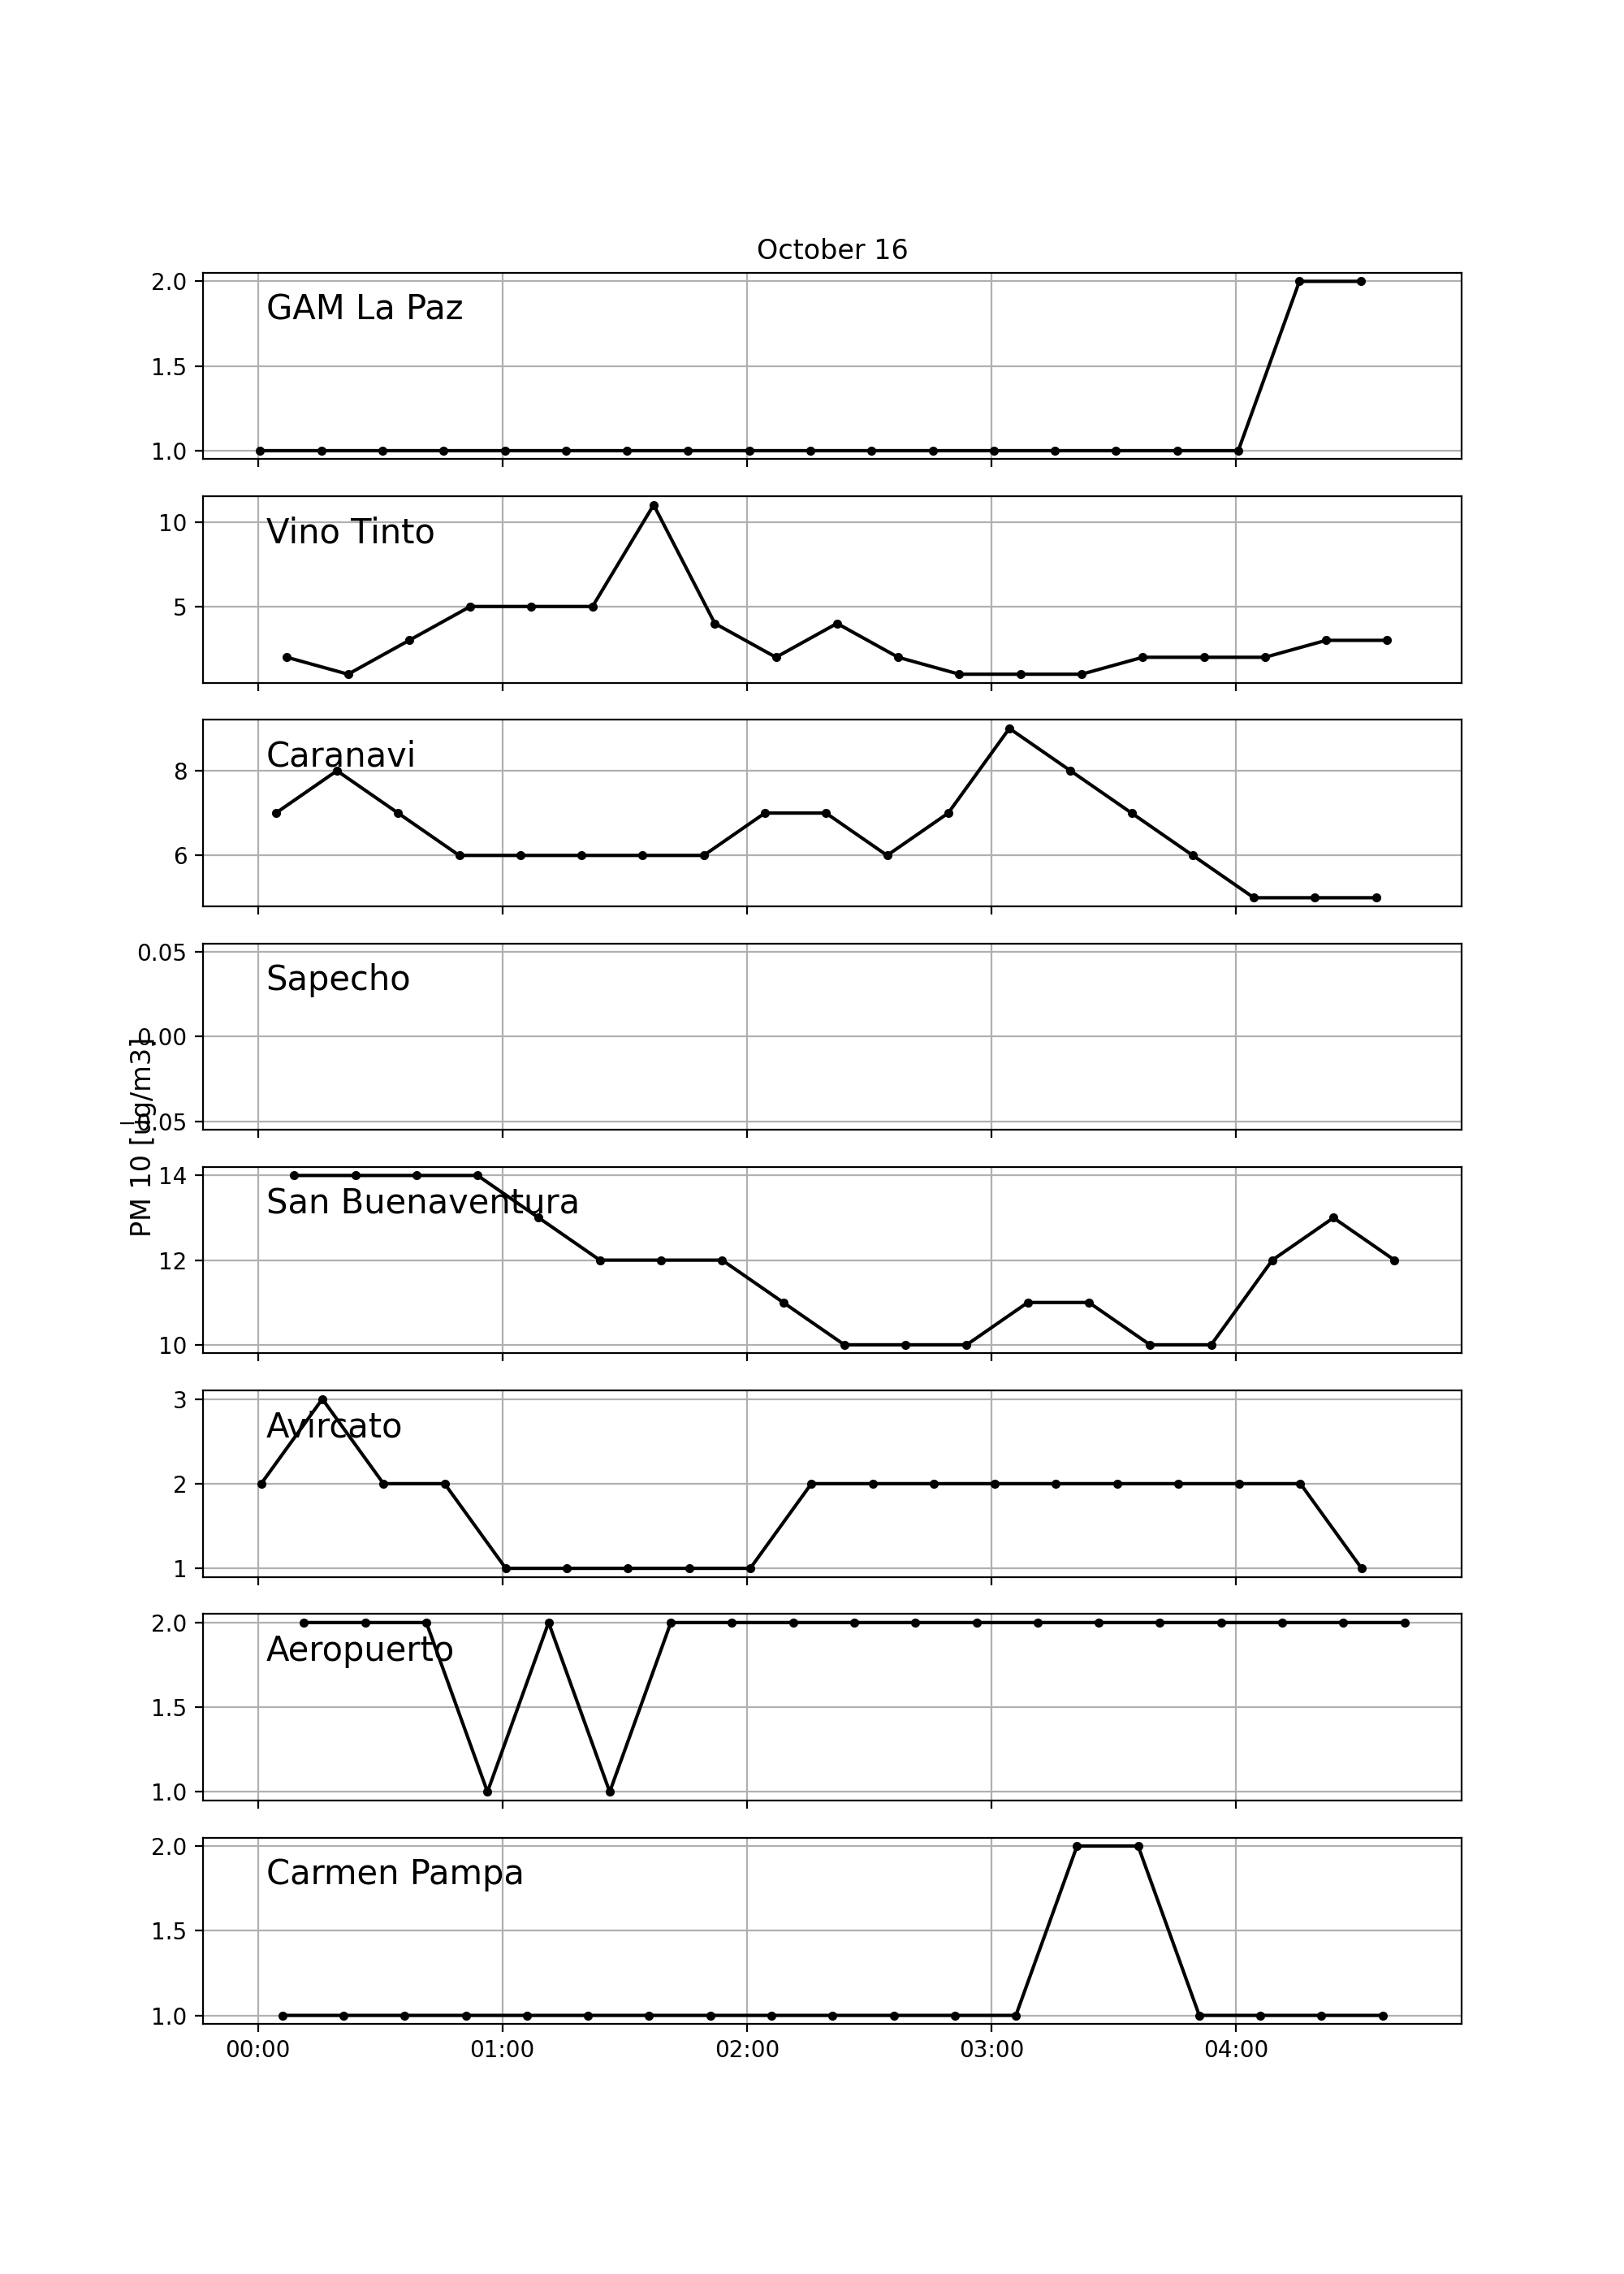 October 16
2.0
GAM La Paz
1.5
1.0
10
Vino Tinto
5
Caranavi
8
6
0.05
Sapecho
0.00
0.05
PM 10 [ug/m3]
14
San Buenaventura
12
10
3
Avircato
2
1
2.0
Aeropuerto
1.5
1.0
2.0
Carmen Pampa
1.5
1.0
00:00 01:00 02:00 03:00 04:00